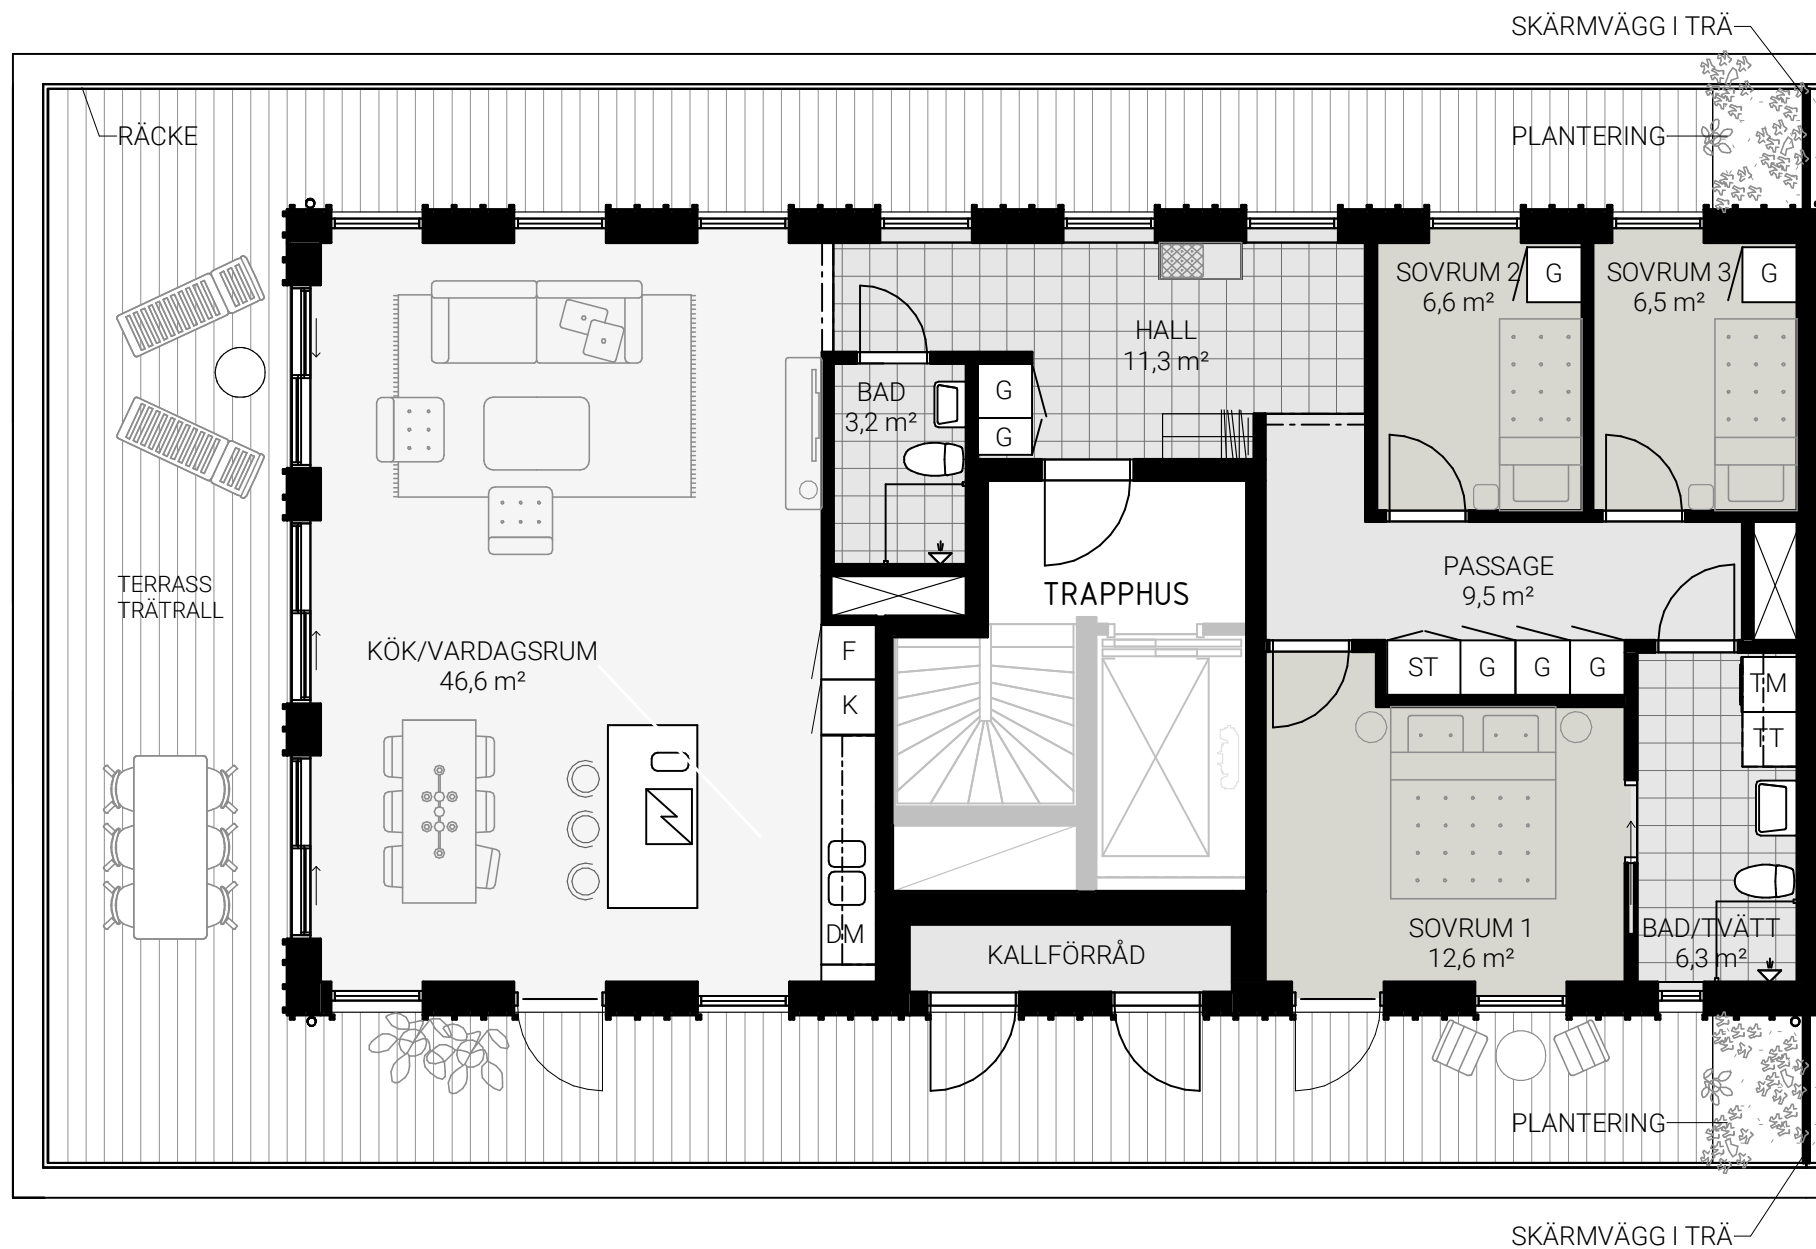 SKÄRMVÄGG I TRÄ
RÄCKE
PLANTERING
SOVRUM 2
6,6 m²
G
SOVRUM 3
6,5 m²
G
HALL
11,3 m²
BAD
3,2 m²
G
G
TERRASS
TRÄTRALL
TRAPPHUS
PASSAGE
9,5 m²
KÖK/VARDAGSRUM
46,6 m²
F
K
ST
G
G
G
TM
TT
DM
KALLFÖRRÅD
SOVRUM 1
12,6 m²
BAD/TVÄTT
6,3 m²
PLANTERING
SKÄRMVÄGG I TRÄ